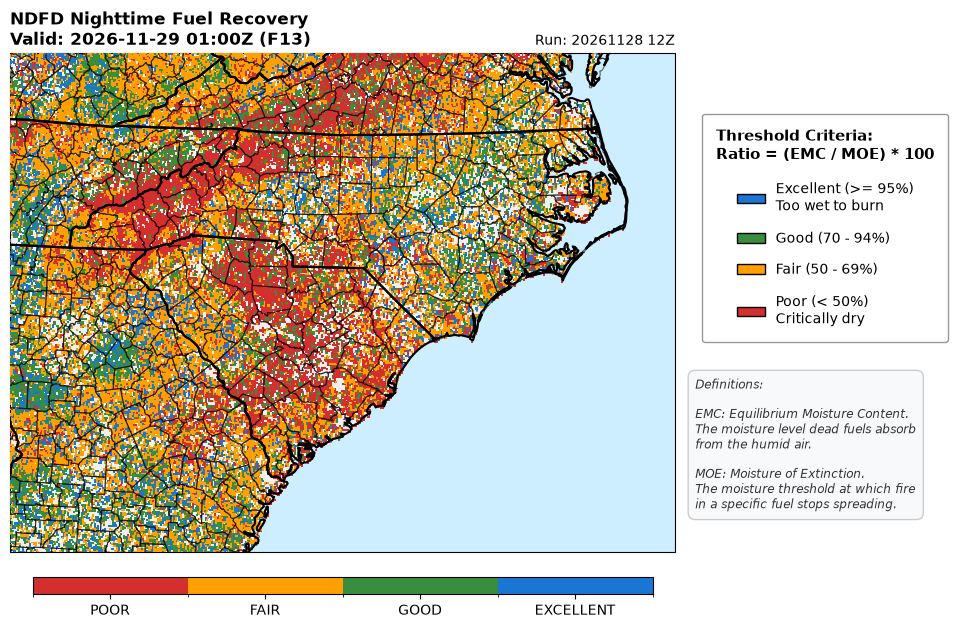 NDFD Nighttime Fuel Recovery
Valid: 2026-11-29 01:00Z (F13)
Run: 20261128 12Z
Threshold Criteria:
Ratio = (EMC / MOE) * 100
Excellent (>= 95%)
Too wet to burn
Good (70 - 94%)
Fair (50 - 69%)
Poor (< 50%)
Critically dry
Definitions:
EMC: Equilibrium Moisture Content.
The moisture level dead fuels absorb
from the humid air.
MOE: Moisture of Extinction.
The moisture threshold at which fire
in a specific fuel stops spreading.
POOR
FAIR
GOOD
EXCELLENT